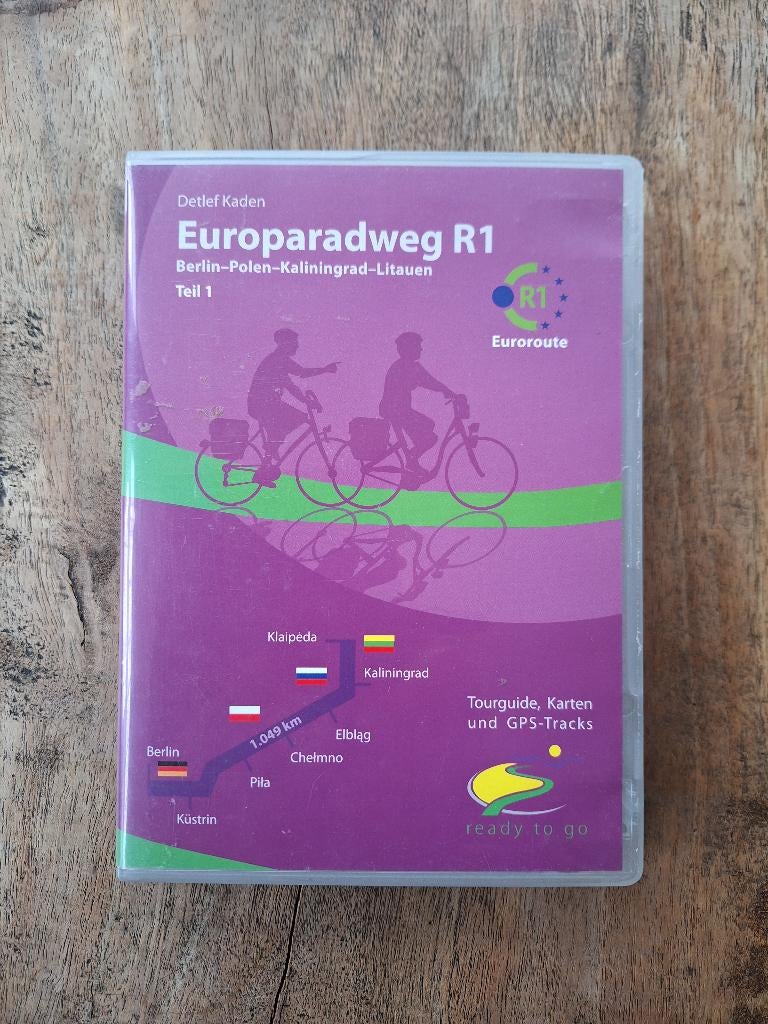 Detlef Kaden
Europaradweg R1
Berlin–Polen–Kaliningrad–Litauen
Teil 1
R1
Euroroute
Klaipėda
Kaliningrad
1.049 km
Elbląg
Chełmno
Piła
Berlin
Küstrin
Tourguide, Karten
und GPS-Tracks
ready to go